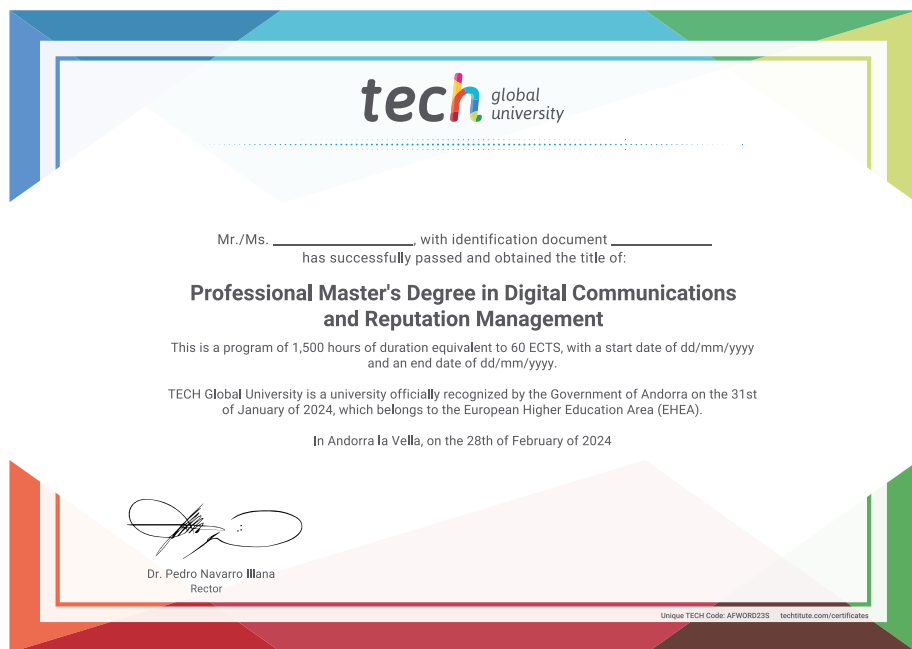 tech global university
Mr./Ms. ____________________, with identification document ______________
has successfully passed and obtained the title of:
Professional Master's Degree in Digital Communications
and Reputation Management
This is a program of 1,500 hours of duration equivalent to 60 ECTS, with a start date of dd/mm/yyyy
and an end date of dd/mm/yyyy.
TECH Global University is a university officially recognized by the Government of Andorra on the 31st
of January of 2024, which belongs to the European Higher Education Area (EHEA).
In Andorra la Vella, on the 28th of February of 2024
Dr. Pedro Navarro Illana
Rector
Unique TECH Code: AFWORD23S techtitute.com/certificates